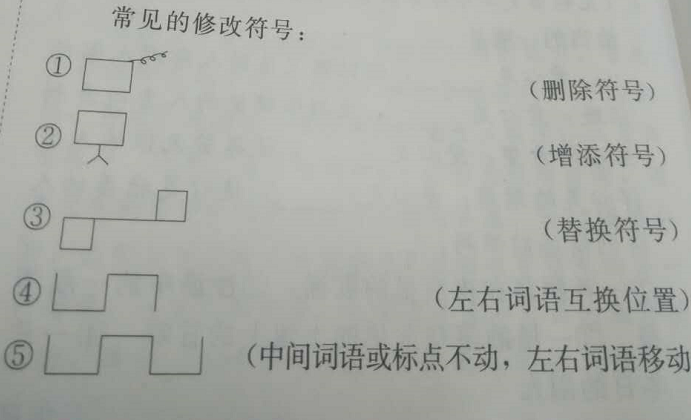 常见的修改符号：
① （删除符号）
② （增添符号）
③ （替换符号）
④ （左右词语互换位置）
⑤ （中间词语或标点不动，左右词语移动